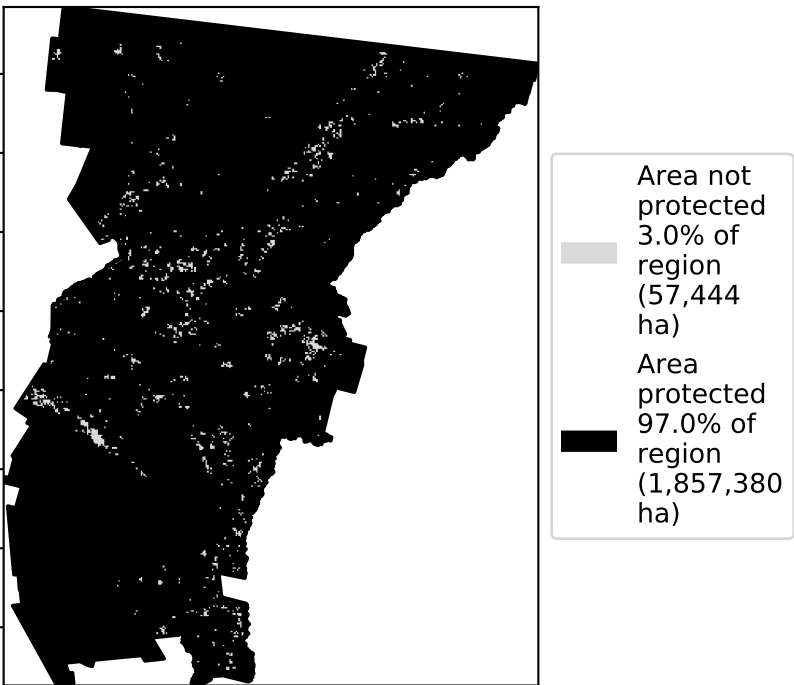 Area not
protected
3.0% of
region
(57,444
ha)
Area
protected
97.0% of
region
(1,857,380
ha)